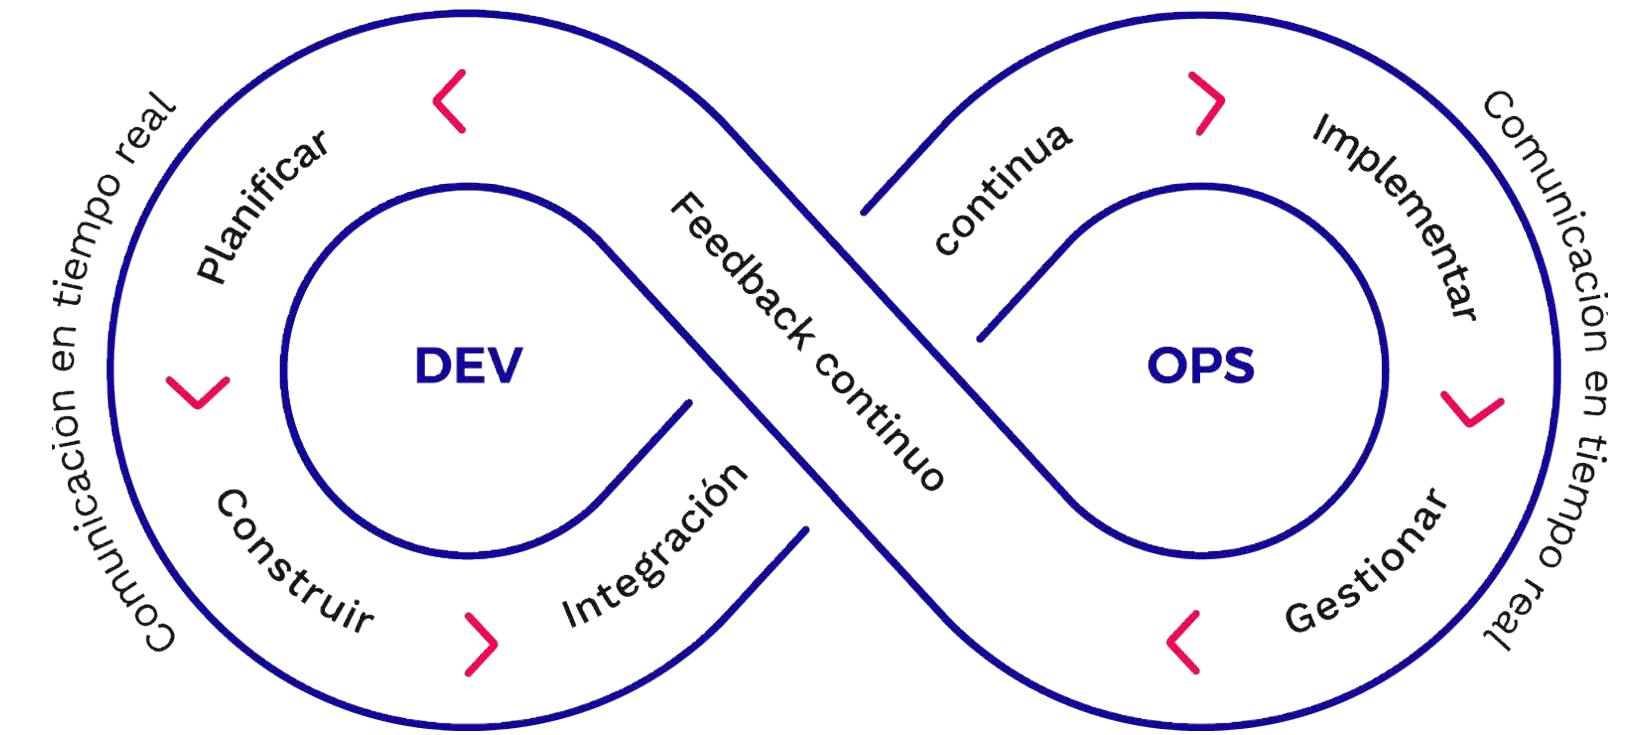 Comunicación en tiempo real
Planificar
DEV
Construir
Integración
continua
Feedback continuo
OPS
Implementar
Gestionar
Comunicación en tiempo real